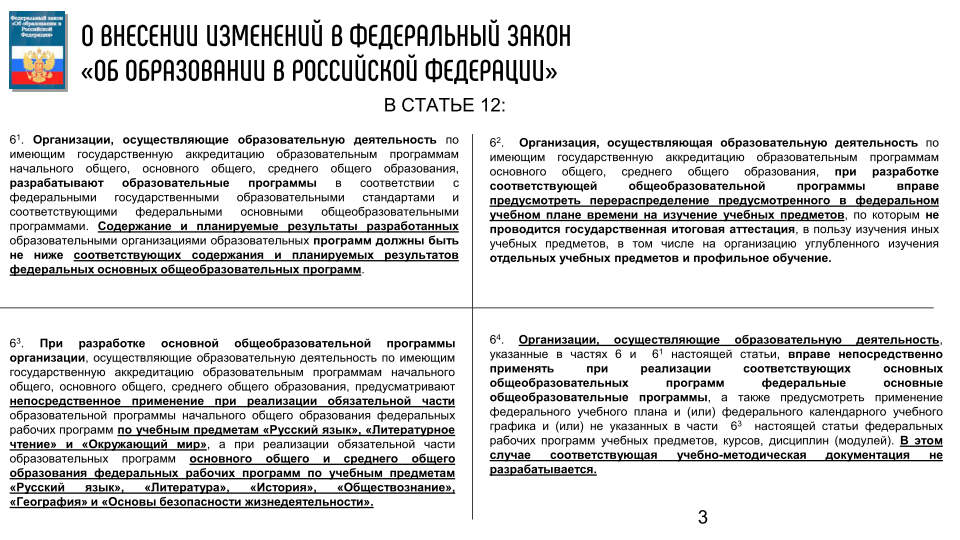 Федеральный закон
«Об образовании в
Российской
Федерации»
О ВНЕСЕНИИ ИЗМЕНЕНИЙ В ФЕДЕРАЛЬНЫЙ ЗАКОН
«ОБ ОБРАЗОВАНИИ В РОССИЙСКОЙ ФЕДЕРАЦИИ»
В СТАТЬЕ 12:
6¹. Организации, осуществляющие образовательную деятельность по
имеющим государственную аккредитацию образовательным программам
начального общего, основного общего, среднего общего образования,
разрабатывают образовательные программы в соответствии с
федеральными государственными образовательными стандартами и
соответствующими федеральными основными общеобразовательными
программами. Содержание и планируемые результаты разработанных
образовательными организациями образовательных программ должны быть
не ниже соответствующих содержания и планируемых результатов
федеральных основных общеобразовательных программ.
6². Организация, осуществляющая образовательную деятельность по
имеющим государственную аккредитацию образовательным программам
основного общего, среднего общего образования, при разработке
соответствующей общеобразовательной программы вправе
предусмотреть перераспределение предусмотренного в федеральном
учебном плане времени на изучение учебных предметов, по которым не
проводится государственная итоговая аттестация, в пользу изучения иных
учебных предметов, в том числе на организацию углубленного изучения
отдельных учебных предметов и профильное обучение.
6³. При разработке основной общеобразовательной программы
организации, осуществляющие образовательную деятельность по имеющим
государственную аккредитацию образовательным программам начального
общего, основного общего, среднего общего образования, предусматривают
непосредственное применение при реализации обязательной части
образовательной программы начального общего образования федеральных
рабочих программ по учебным предметам «Русский язык», «Литературное
чтение» и «Окружающий мир», а при реализации обязательной части
образовательных программ основного общего и среднего общего
образования федеральных рабочих программ по учебным предметам
«Русский язык», «Литература», «История», «Обществознание»,
«География» и «Основы безопасности жизнедеятельности».
6⁴. Организации, осуществляющие образовательную деятельность,
указанные в частях 6 и 6¹ настоящей статьи, вправе непосредственно
применять при реализации соответствующих основных
общеобразовательных программ федеральные основные
общеобразовательные программы, а также предусмотреть применение
федерального учебного плана и (или) федерального календарного учебного
графика и (или) не указанных в части 6³ настоящей статьи федеральных
рабочих программ учебных предметов, курсов, дисциплин (модулей). В этом
случае соответствующая учебно-методическая документация не
разрабатывается.
3